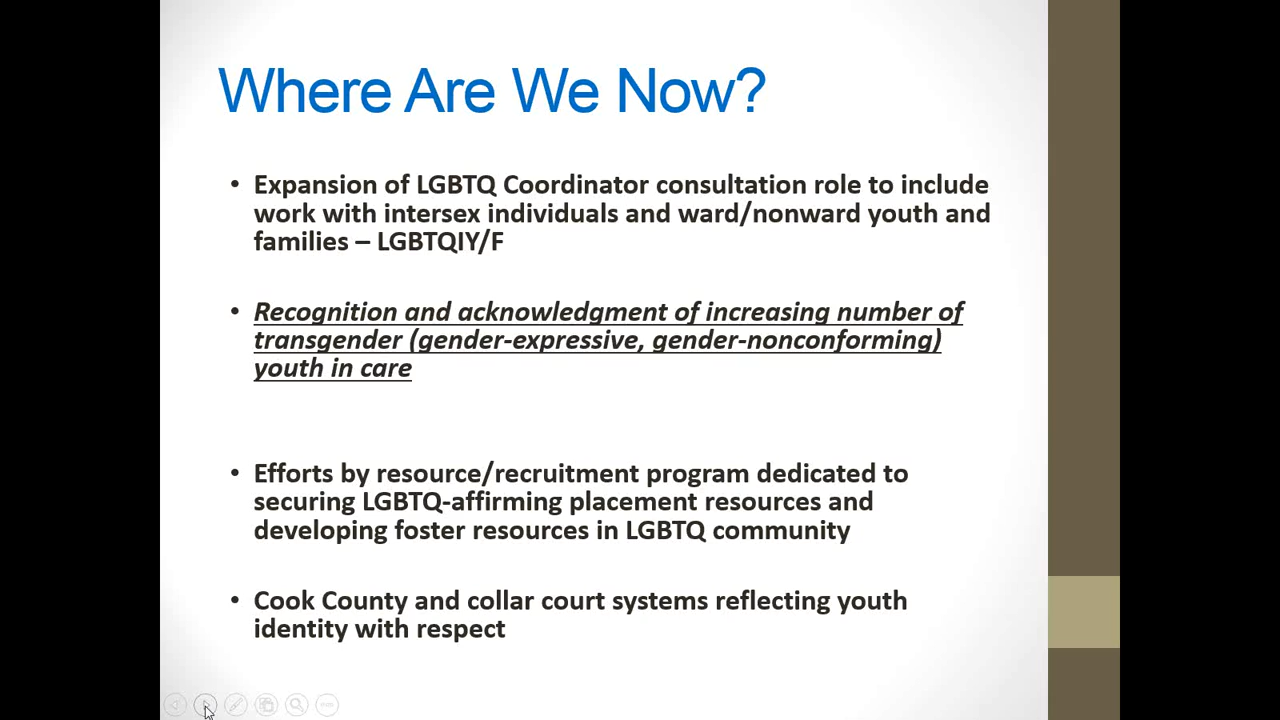 Where Are We Now?
• Expansion of LGBTQ Coordinator consultation role to include
work with intersex individuals and ward/nonward youth and
families – LGBTQIY/F
• Recognition and acknowledgment of increasing number of
transgender (gender-expressive, gender-nonconforming)
youth in care
• Efforts by resource/recruitment program dedicated to
securing LGBTQ-affirming placement resources and
developing foster resources in LGBTQ community
• Cook County and collar court systems reflecting youth
identity with respect